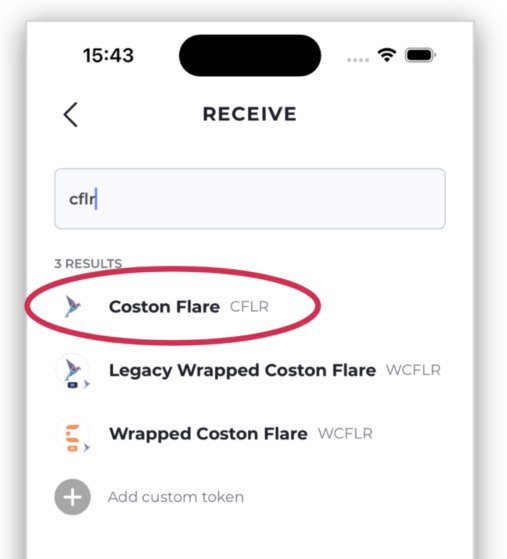 15:43
RECEIVE
cflr
3 RESULTS
Coston Flare CFLR
Legacy Wrapped Coston Flare WCFLR
Wrapped Coston Flare WCFLR
Add custom token